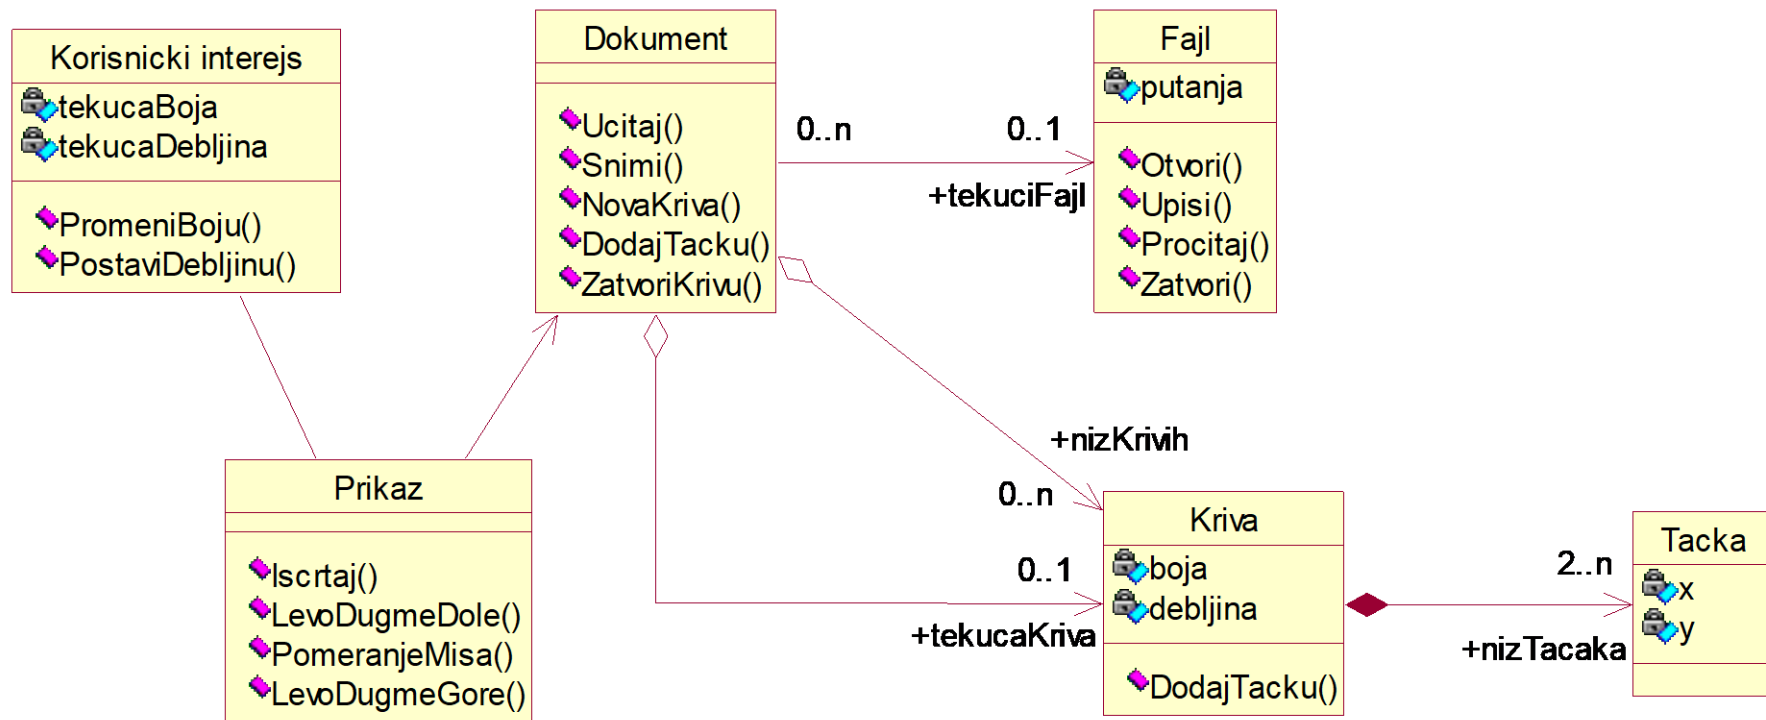 Korisnicki interejs
tekucaBoja
tekucaDebljina
PromeniBoju()
PostaviDebljinu()
Dokument
Ucitaj()
Snimi()
NovaKriva()
DodajTacku()
ZatvoriKrivu()
0..n
0..1
+tekuciFajl
Fajl
putanja
Otvori()
Upisi()
Procitaj()
Zatvori()
Prikaz
Iscrtaj()
LevoDugmeDole()
PomeranjeMisa()
LevoDugmeGore()
+nizKrivih
0..n
0..1
+tekucaKriva
Kriva
boja
debljina
DodajTacku()
2..n
+nizTacaka
Tacka
x
y